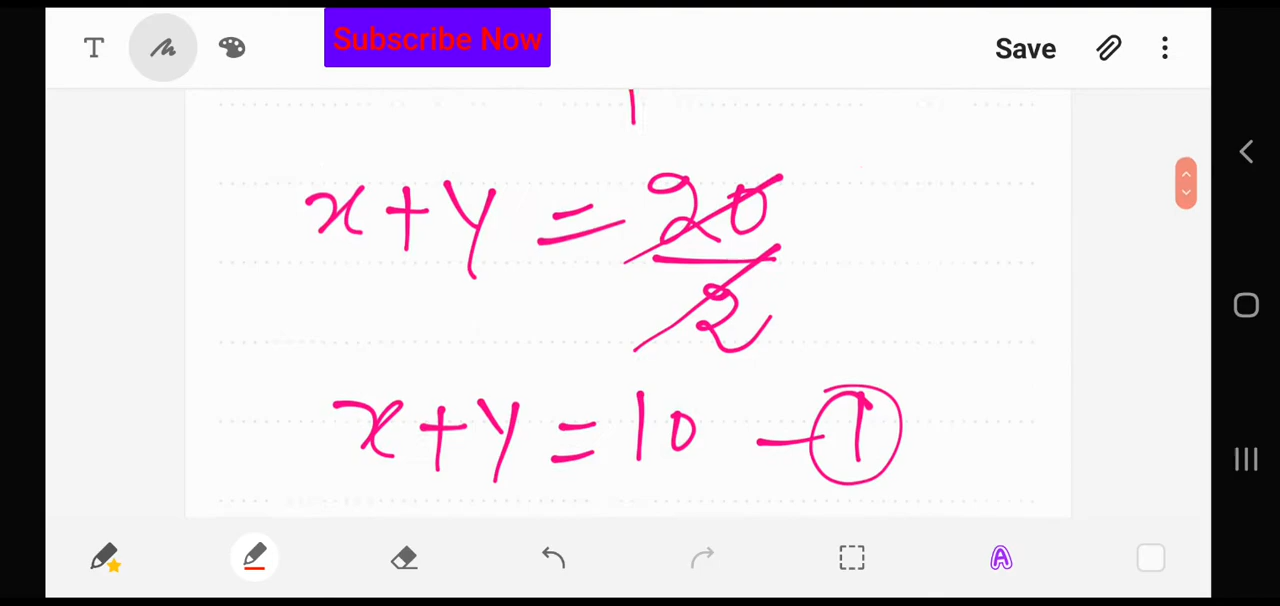 T Subscribe Now Save
x+y = 20/2
x+y = 10 - 1
A